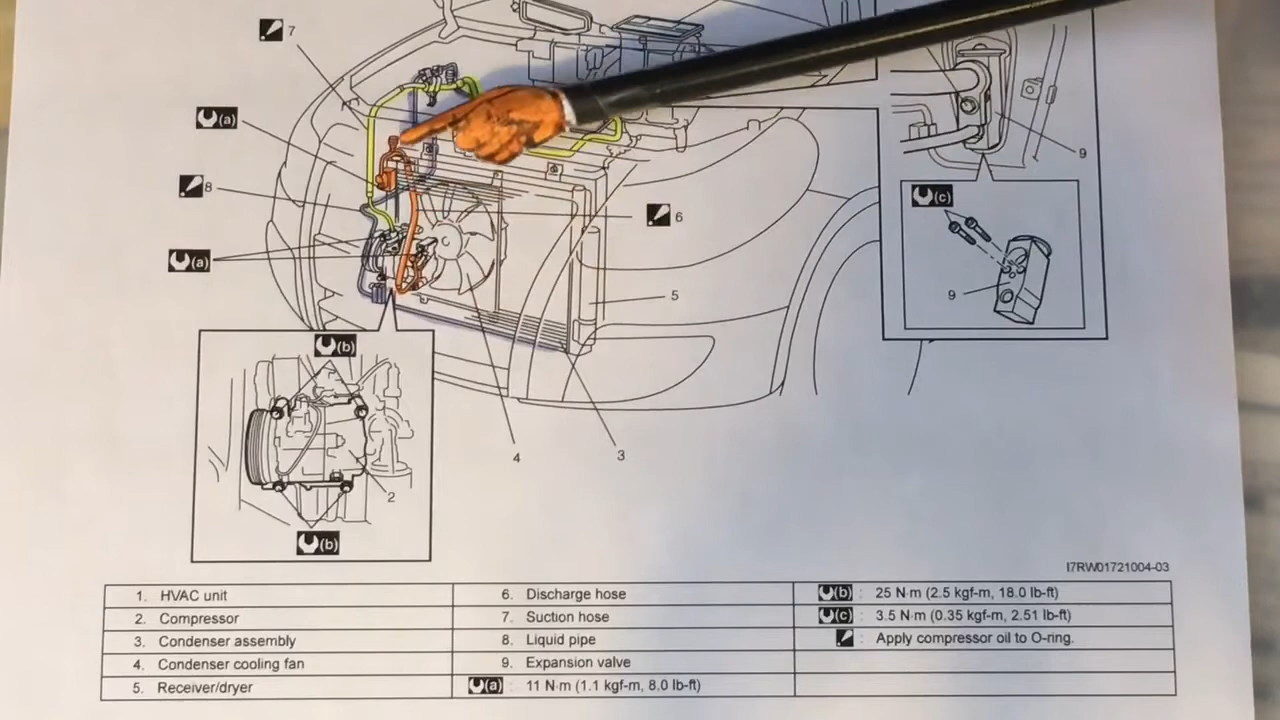 7
(a)
8
6
(a)
5
9
(c)
9
(b)
4
3
2
(b)
I7RW01721004-03
1. HVAC unit
2. Compressor
3. Condenser assembly
4. Condenser cooling fan
5. Receiver/dryer
6. Discharge hose
7. Suction hose
8. Liquid pipe
9. Expansion valve
(a) : 11 N·m (1.1 kgf-m, 8.0 lb-ft)
(b) : 25 N·m (2.5 kgf-m, 18.0 lb-ft)
(c) : 3.5 N·m (0.35 kgf-m, 2.51 lb-ft)
: Apply compressor oil to O-ring.